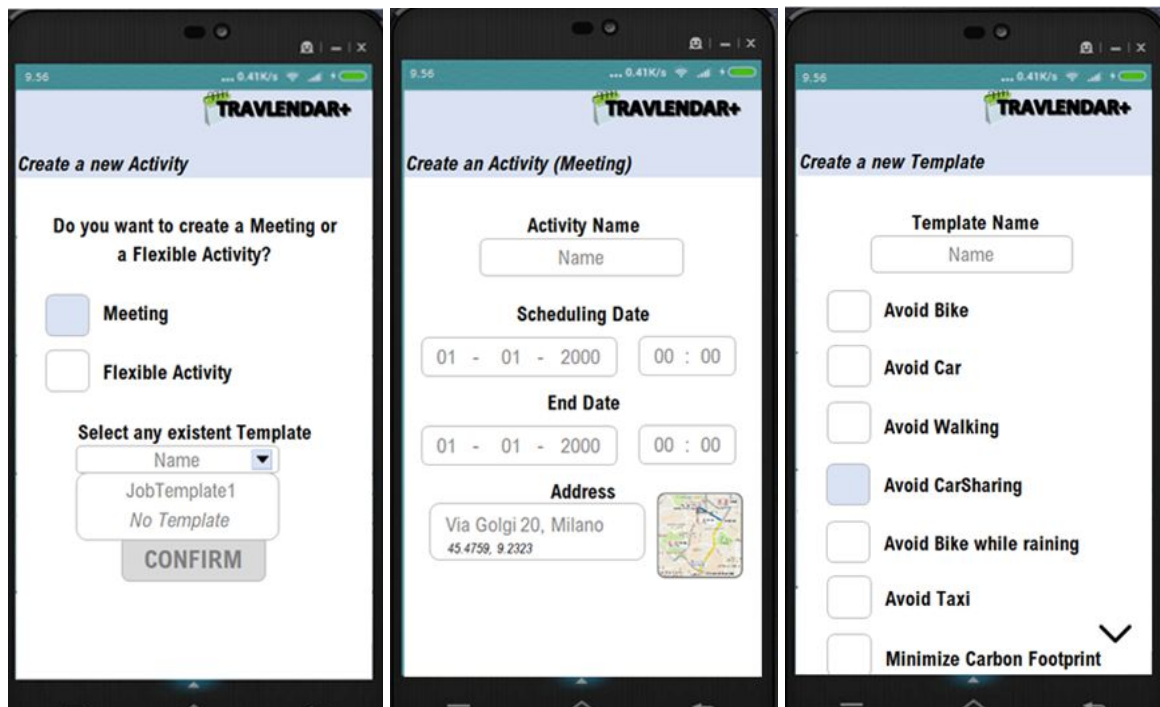 9.56
... 0.41K/s
TRAVLENDAR+
Create a new Activity
Do you want to create a Meeting or
a Flexible Activity?
Meeting
Flexible Activity
Select any existent Template
Name
JobTemplate1
No Template
CONFIRM
9.56
... 0.41K/s
TRAVLENDAR+
Create an Activity (Meeting)
Activity Name
Name
Scheduling Date
01 - 01 - 2000 00 : 00
End Date
01 - 01 - 2000 00 : 00
Address
Via Golgi 20, Milano
45.4759, 9.2323
9.56
... 0.41K/s
TRAVLENDAR+
Create a new Template
Template Name
Name
Avoid Bike
Avoid Car
Avoid Walking
Avoid CarSharing
Avoid Bike while raining
Avoid Taxi
Minimize Carbon Footprint